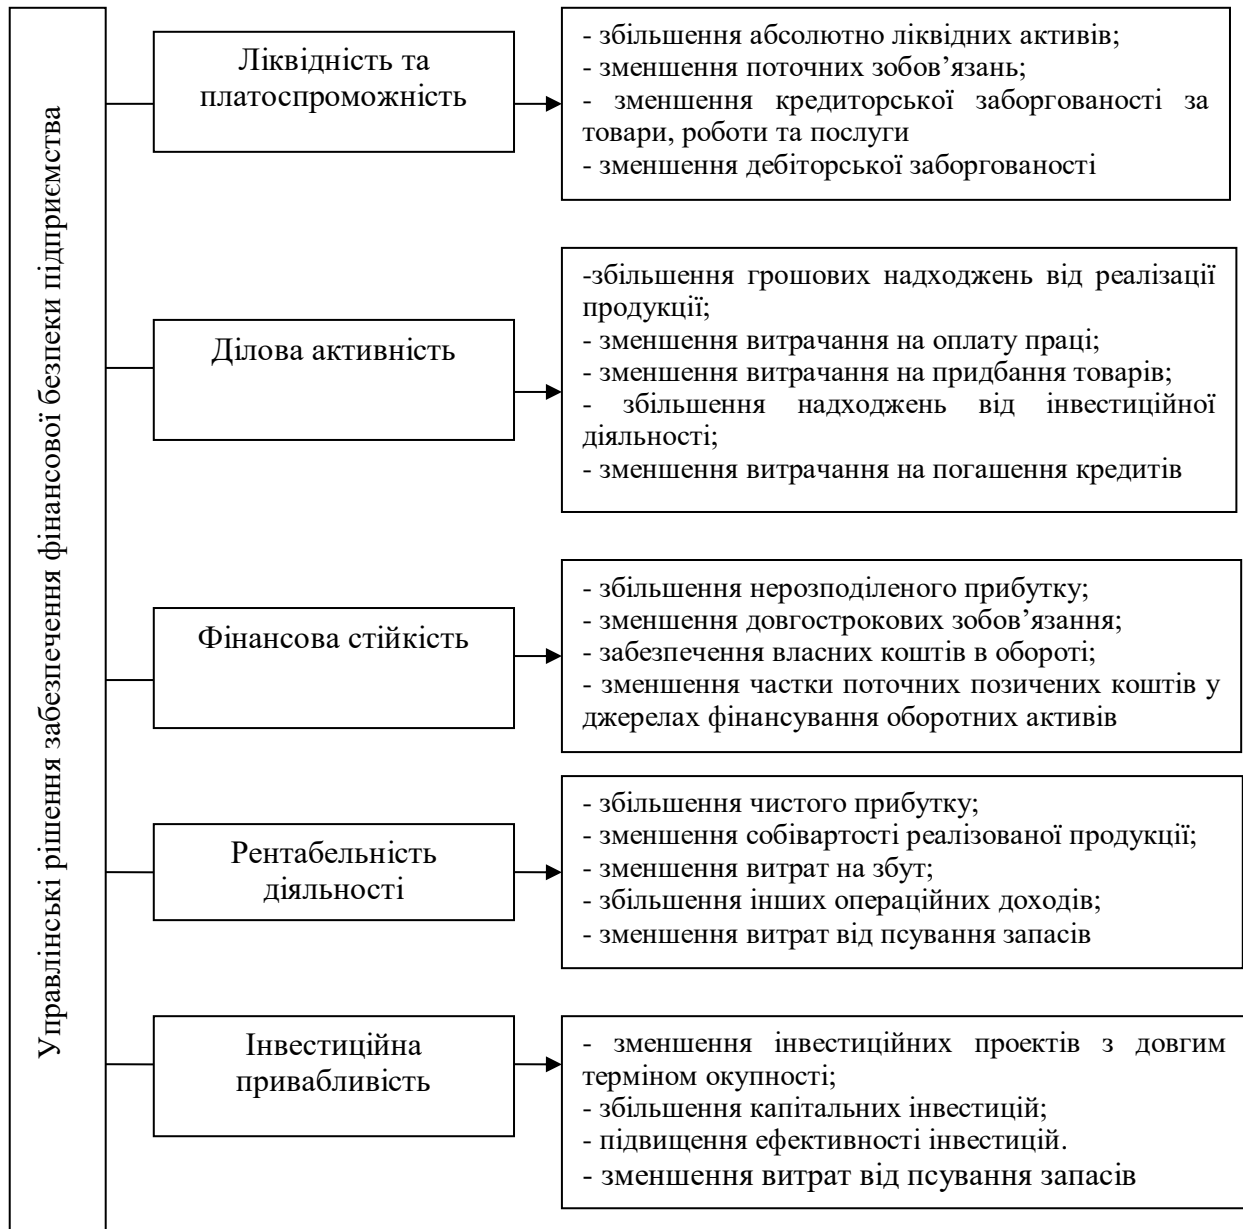 Управлінські рішення забезпечення фінансової безпеки підприємства
Ліквідність та
платоспроможність
- збільшення абсолютно ліквідних активів;
- зменшення поточних зобов’язань;
- зменшення кредиторської заборгованості за
товари, роботи та послуги
- зменшення дебіторської заборгованості
Ділова активність
-збільшення грошових надходжень від реалізації
продукції;
- зменшення витрачання на оплату праці;
- зменшення витрачання на придбання товарів;
- збільшення надходжень від інвестиційної
діяльності;
- зменшення витрачання на погашення кредитів
Фінансова стійкість
- збільшення нерозподіленого прибутку;
- зменшення довгострокових зобов’язання;
- забезпечення власних коштів в обороті;
- зменшення частки поточних позичених коштів у
джерелах фінансування оборотних активів
Рентабельність
діяльності
- збільшення чистого прибутку;
- зменшення собівартості реалізованої продукції;
- зменшення витрат на збут;
- збільшення інших операційних доходів;
- зменшення витрат від псування запасів
Інвестиційна
привабливість
- зменшення інвестиційних проектів з довгим
терміном окупності;
- збільшення капітальних інвестицій;
- підвищення ефективності інвестицій.
- зменшення витрат від псування запасів